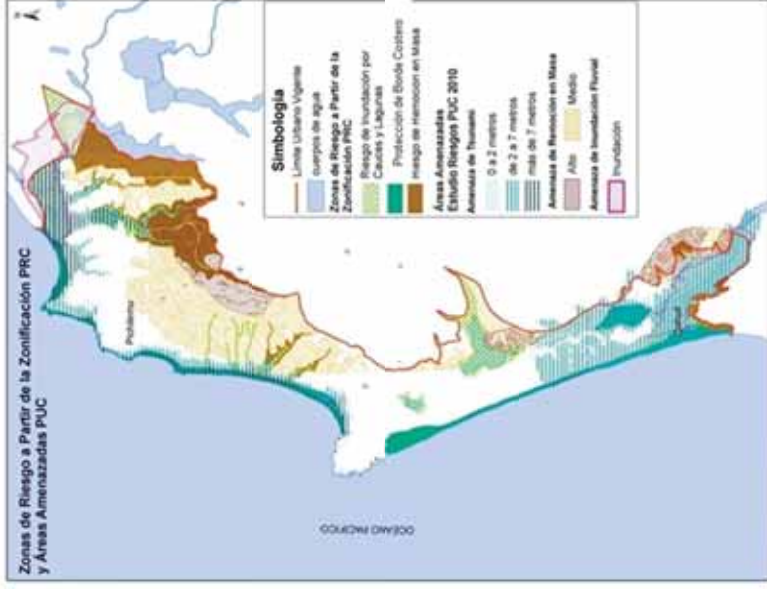 Zonas de Riesgo a Partir de la Zonificación PRC
y Áreas Amenazadas PUC
Pichilemu
OCÉANO PACÍFICO
Simbología
Límite Urbano Vigente
cuerpos de agua
Zonas de Riesgo a Partir de la
Zonificación PRC
Riesgo de Inundación por
Cauces y Lagunas
Protección de Borde Costero
Riesgo de Remoción en Masa
Áreas Amenazadas
Estudio Riesgos PUC 2010
Amenaza de Tsunami
0 a 2 metros
de 2 a 7 metros
más de 7 metros
Amenaza de Remoción en Masa
Alto
Medio
Amenaza de Inundación Fluvial
Inundación